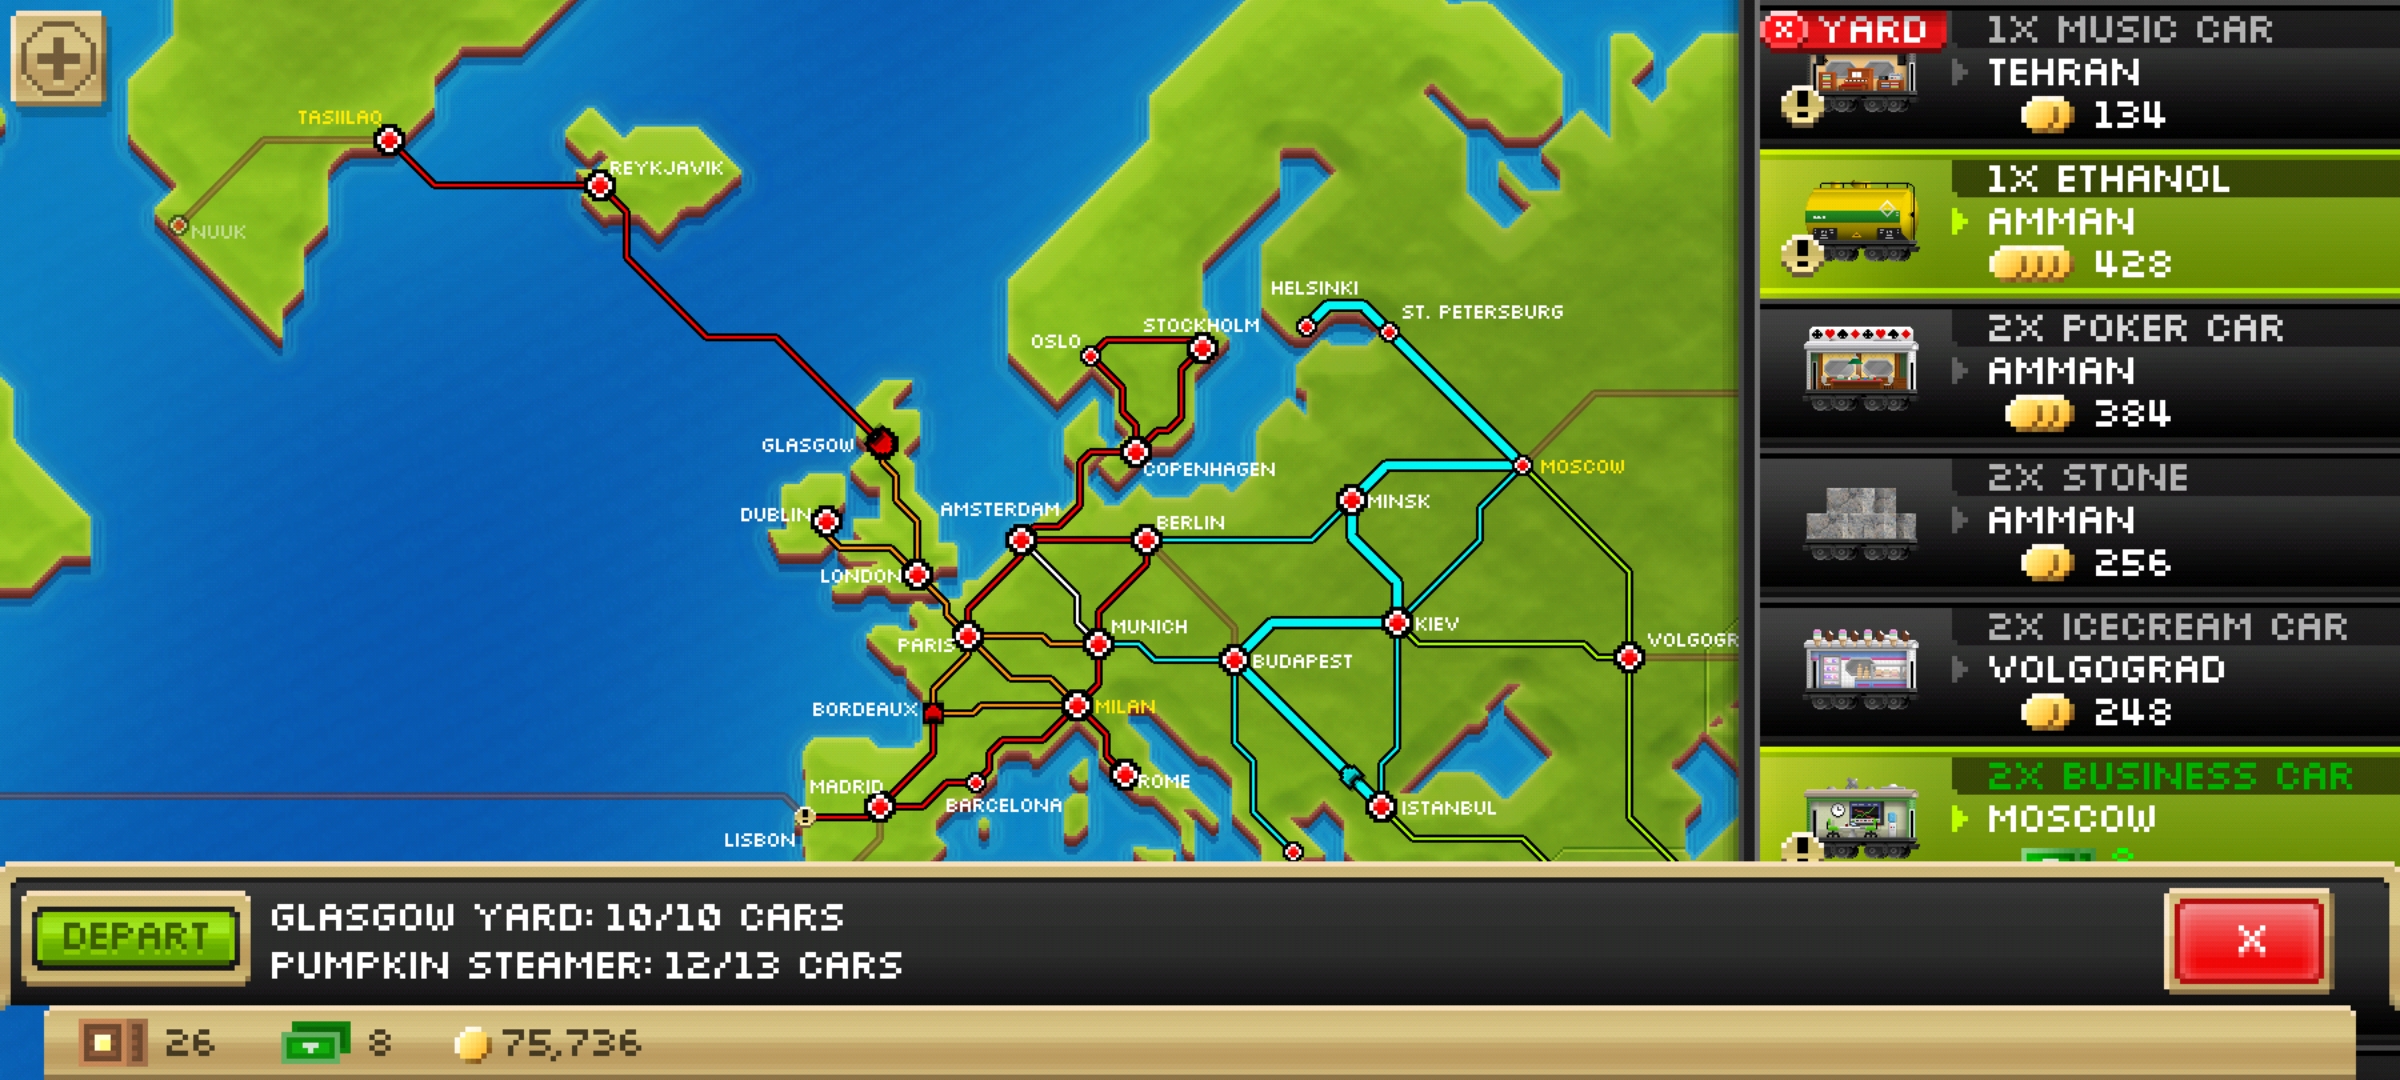 YARD
1X MUSIC CAR
TEHRAN
134
1X ETHANOL
AMMAN
428
2X POKER CAR
AMMAN
384
2X STONE
AMMAN
256
2X ICECREAM CAR
VOLGOGRAD
248
2X BUSINESS CAR
MOSCOW
TASIILAQ
REYKJAVIK
NUUK
HELSINKI
ST. PETERSBURG
STOCKHOLM
OSLO
GLASGOW
COPENHAGEN
MOSCOW
MINSK
DUBLIN
AMSTERDAM
BERLIN
LONDON
MUNICH
KIEV
PARIS
VOLGOGR
BUDAPEST
BORDEAUX
MILAN
MADRID
ROME
BARCELONA
ISTANBUL
LISBON
DEPART
GLASGOW YARD: 10/10 CARS
PUMPKIN STEAMER: 12/13 CARS
X
26
8
75,736